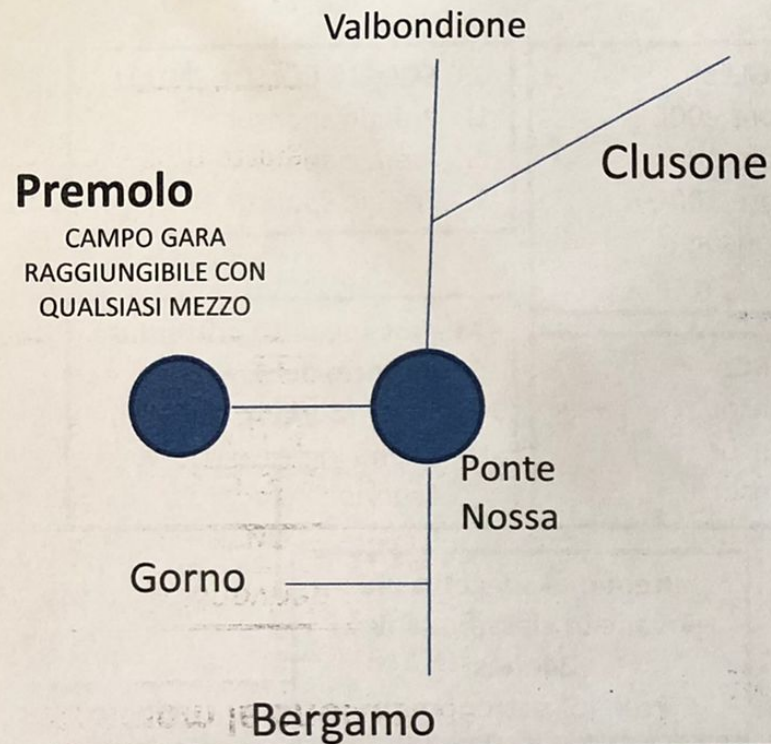 Valbondione
Clusone
Premolo
CAMPO GARA
RAGGIUNGIBILE CON
QUALSIASI MEZZO
Ponte
Nossa
Gorno
Bergamo